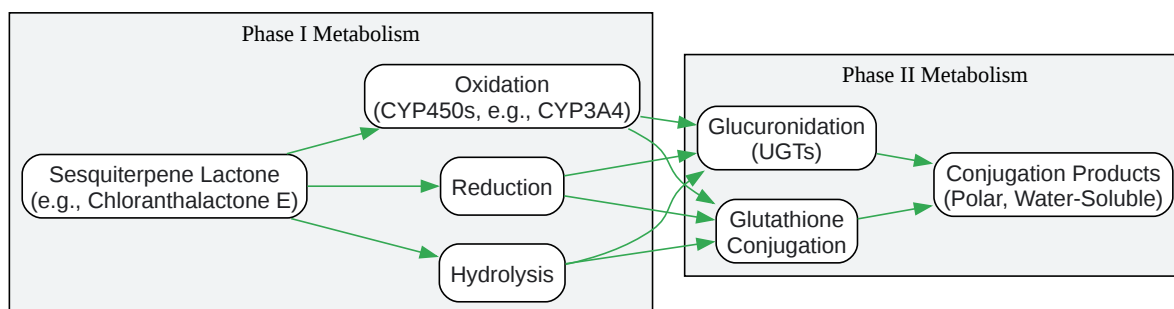 Phase I Metabolism
Sesquiterpene Lactone
(e.g., Chloranthalactone E)
Oxidation
(CYP450s, e.g., CYP3A4)
Reduction
Hydrolysis
Phase II Metabolism
Glucuronidation
(UGTs)
Glutathione
Conjugation
Conjugation Products
(Polar, Water-Soluble)